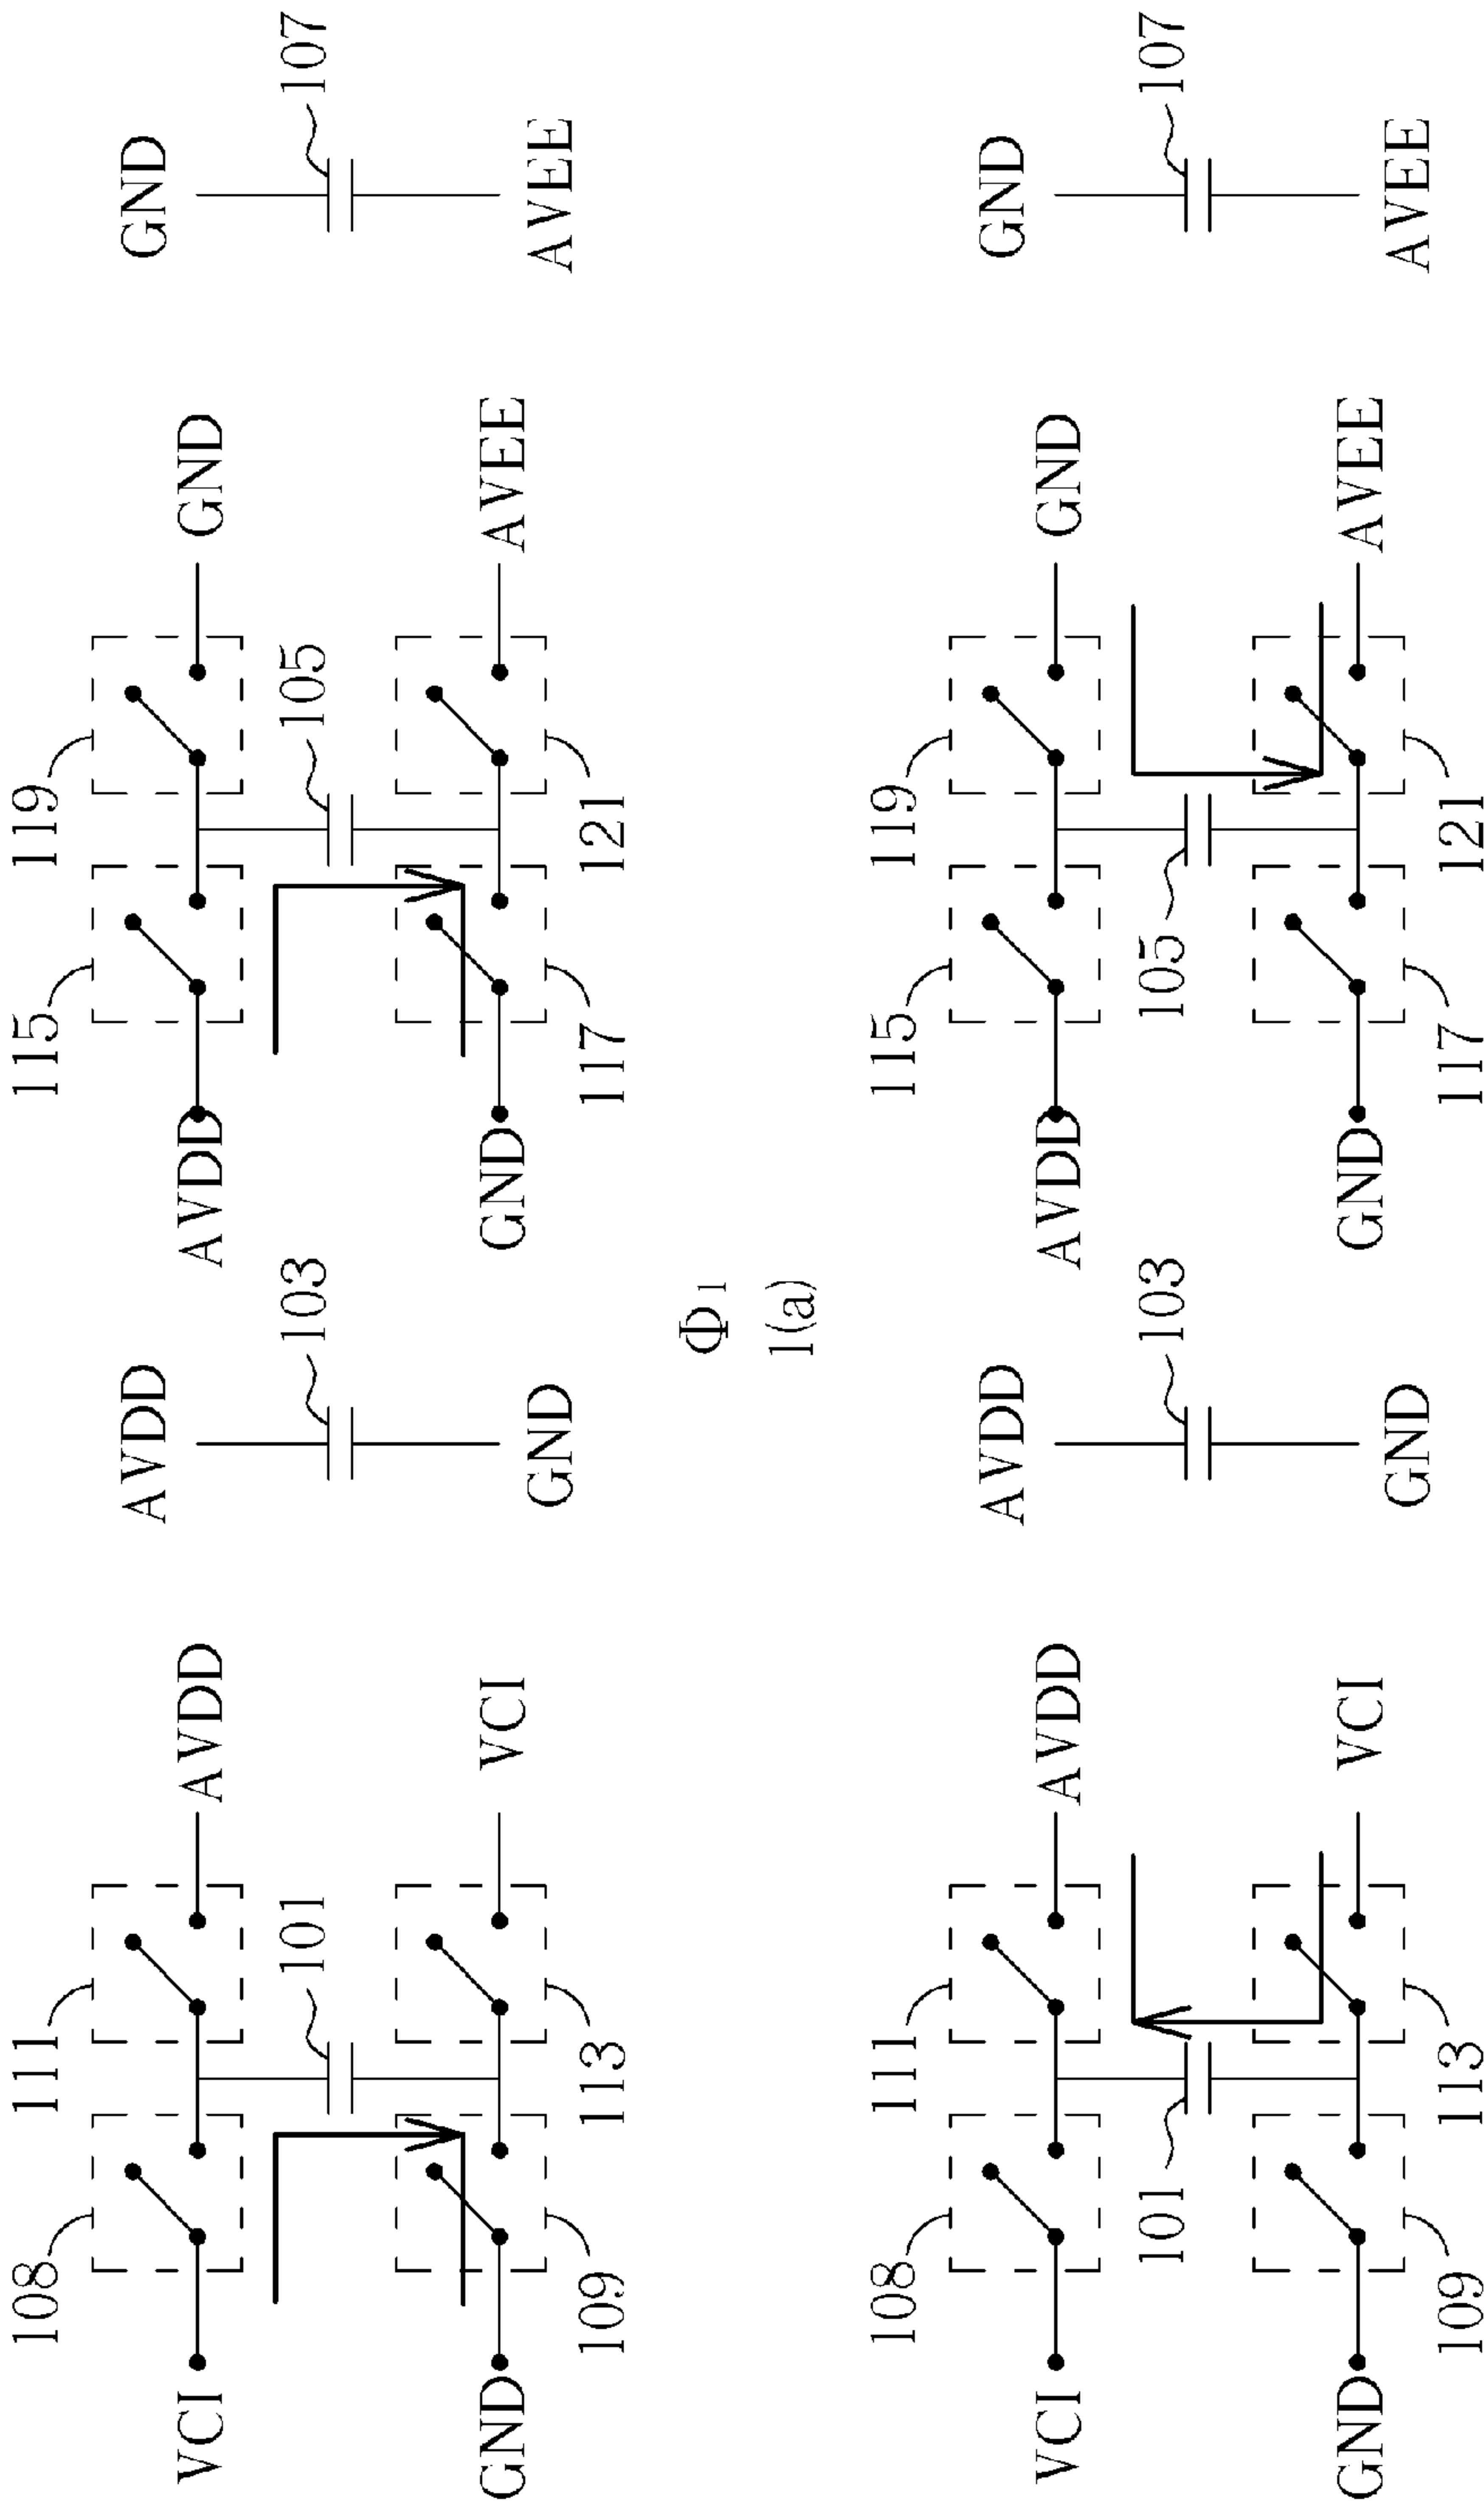 108
111
115
119
VCI
AVDD
AVDD
AVDD
GND
GND
101
103
105
107
GND
VCI
GND
GND
AVEE
AVEE
109
113
117
121
Φ1
1(a)
108
111
115
119
VCI
AVDD
AVDD
AVDD
GND
GND
101
103
105
107
GND
VCI
GND
GND
AVEE
AVEE
109
113
117
121